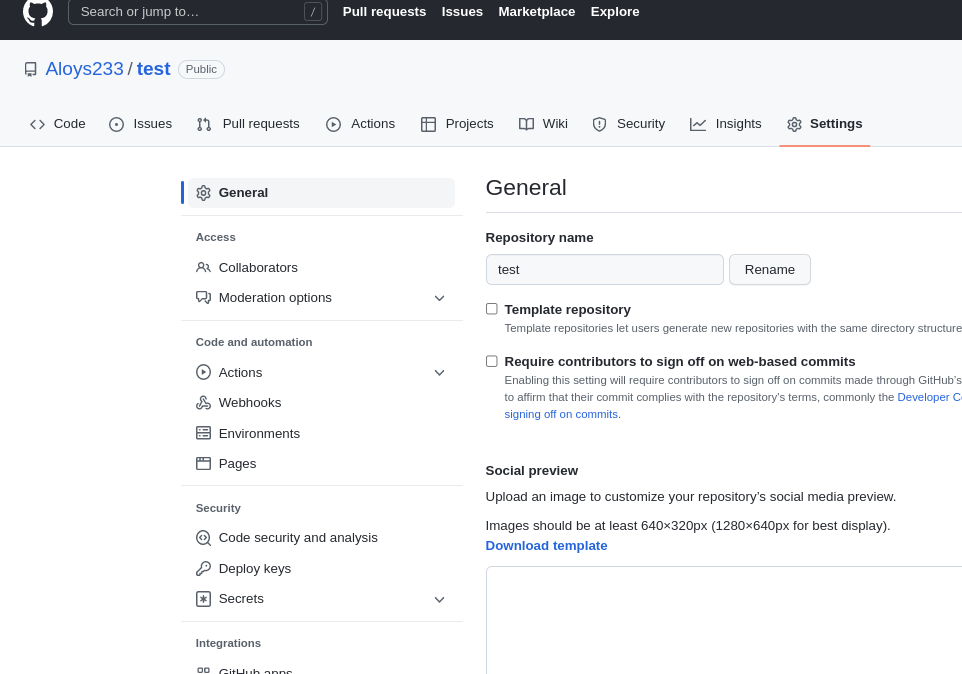 Search or jump to…
/
Pull requests Issues Marketplace Explore
Aloys233 / test Public
Code Issues Pull requests Actions Projects Wiki Security Insights Settings
General
Access
Collaborators
Moderation options
Code and automation
Actions
Webhooks
Environments
Pages
Security
Code security and analysis
Deploy keys
Secrets
Integrations
GitHub apps
General
Repository name
test
Rename
Template repository
Template repositories let users generate new repositories with the same directory structure
Require contributors to sign off on web-based commits
Enabling this setting will require contributors to sign off on commits made through GitHub's
to affirm that their commit complies with the repository's terms, commonly the Developer
signing off on commits.
Social preview
Upload an image to customize your repository's social media preview.
Images should be at least 640×320px (1280×640px for best display).
Download template